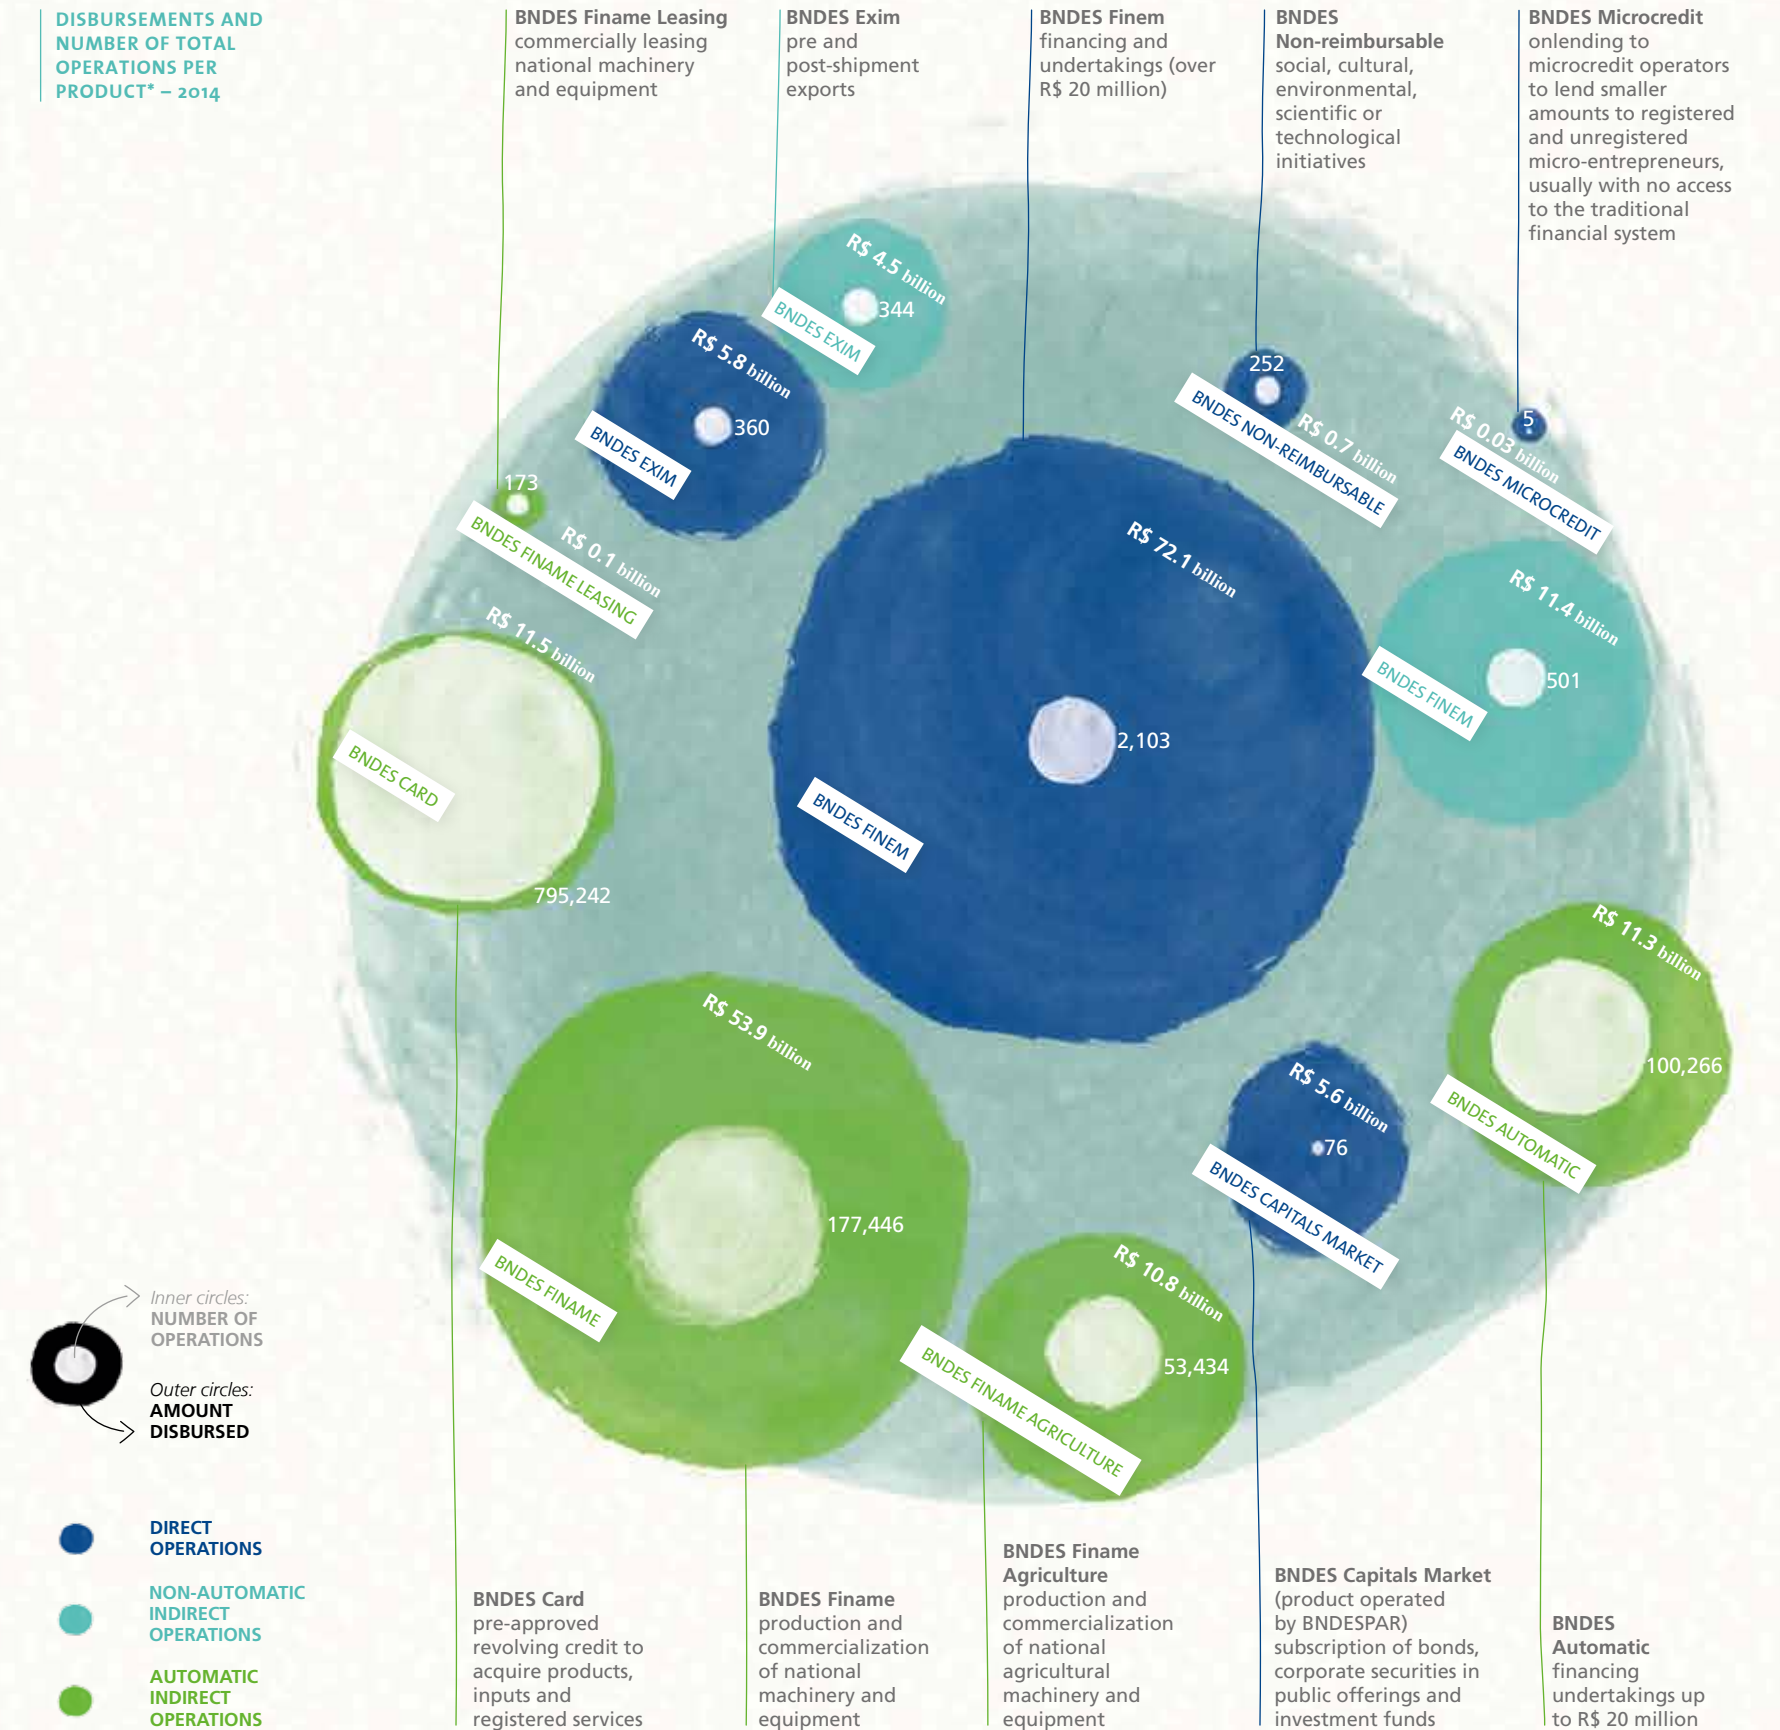 DISBURSEMENTS AND
NUMBER OF TOTAL
OPERATIONS PER
PRODUCT* – 2014
BNDES Finame Leasing
commercially leasing
national machinery
and equipment
BNDES Exim
pre and
post-shipment
exports
BNDES Finem
financing and
undertakings (over
R$ 20 million)
BNDES
Non-reimbursable
social, cultural,
environmental,
scientific or
technological
initiatives
BNDES Microcredit
onlending to
microcredit operators
to lend smaller
amounts to registered
and unregistered
micro-entrepreneurs,
usually with no access
to the traditional
financial system
R$ 4.5 billion
344
BNDES EXIM
R$ 5.8 billion
360
BNDES EXIM
252
R$ 0.7 billion
BNDES NON-REIMBURSABLE
5
R$ 0.03 billion
BNDES MICROCREDIT
173
R$ 0.1 billion
BNDES FINAME LEASING
R$ 72.1 billion
2,103
BNDES FINEM
R$ 11.4 billion
501
BNDES FINEM
R$ 11.5 billion
BNDES CARD
795,242
R$ 11.3 billion
100,266
BNDES AUTOMATIC
R$ 53.9 billion
177,446
BNDES FINAME
R$ 5.6 billion
76
BNDES CAPITALS MARKET
R$ 10.8 billion
53,434
BNDES FINAME AGRICULTURE
Inner circles:
NUMBER OF
OPERATIONS
Outer circles:
AMOUNT
DISBURSED
DIRECT
OPERATIONS
NON-AUTOMATIC
INDIRECT
OPERATIONS
AUTOMATIC
INDIRECT
OPERATIONS
BNDES Card
pre-approved
revolving credit to
acquire products,
inputs and
registered services
BNDES Finame
production and
commercialization
of national
machinery and
equipment
BNDES Finame
Agriculture
production and
commercialization
of national
agricultural
machinery and
equipment
BNDES Capitals Market
(product operated
by BNDESPAR)
subscription of bonds,
corporate securities in
public offerings and
investment funds
BNDES
Automatic
financing
undertakings up
to R$ 20 million